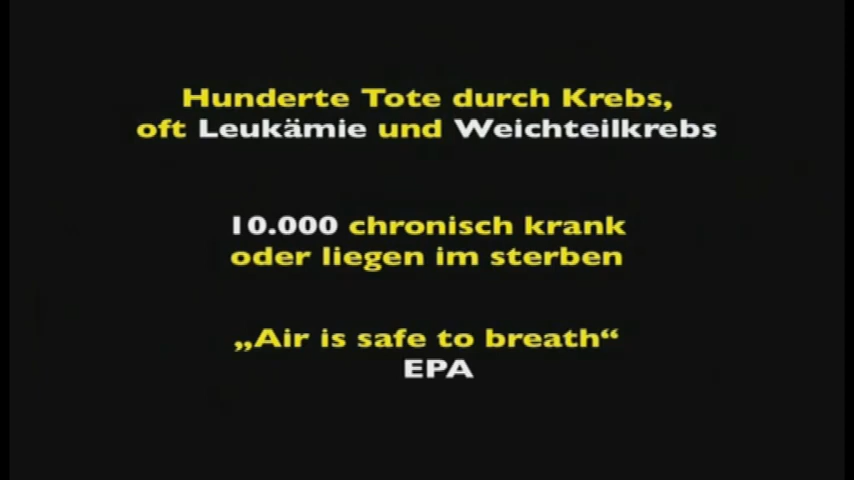 Hunderte Tote durch Krebs,
oft Leukämie und Weichteilkrebs
10.000 chronisch krank
oder liegen im sterben
„Air is safe to breath“
EPA